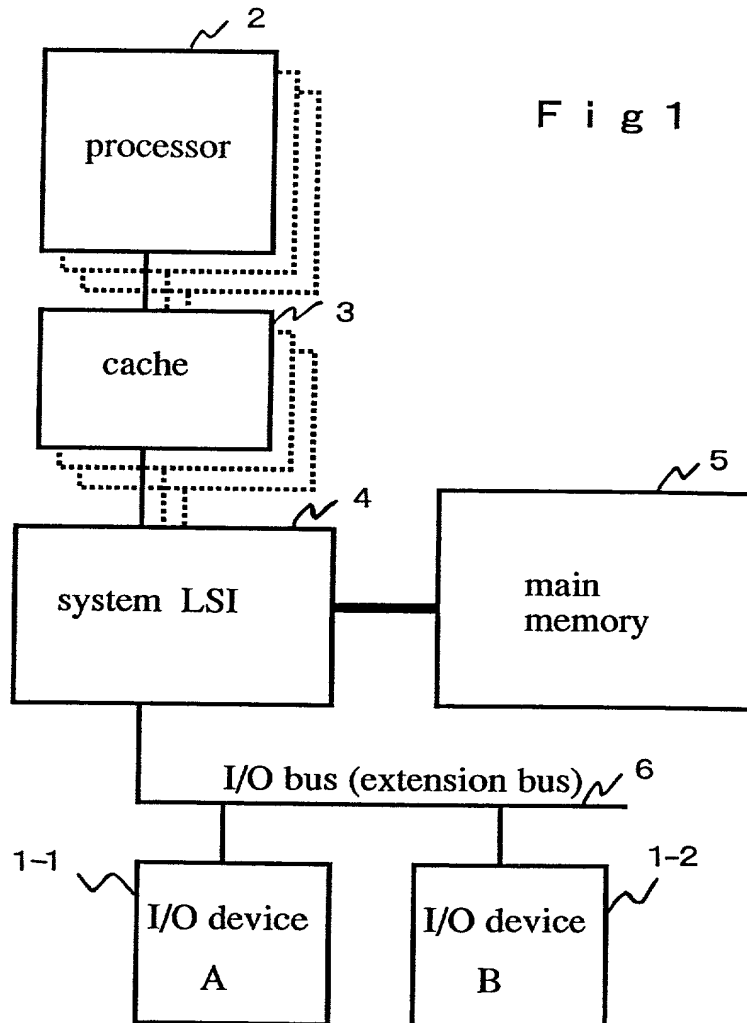 2
Fig 1
processor
3
cache
4
5
system LSI
main
memory
I/O bus (extension bus)
6
1-1
1-2
I/O device
A
I/O device
B